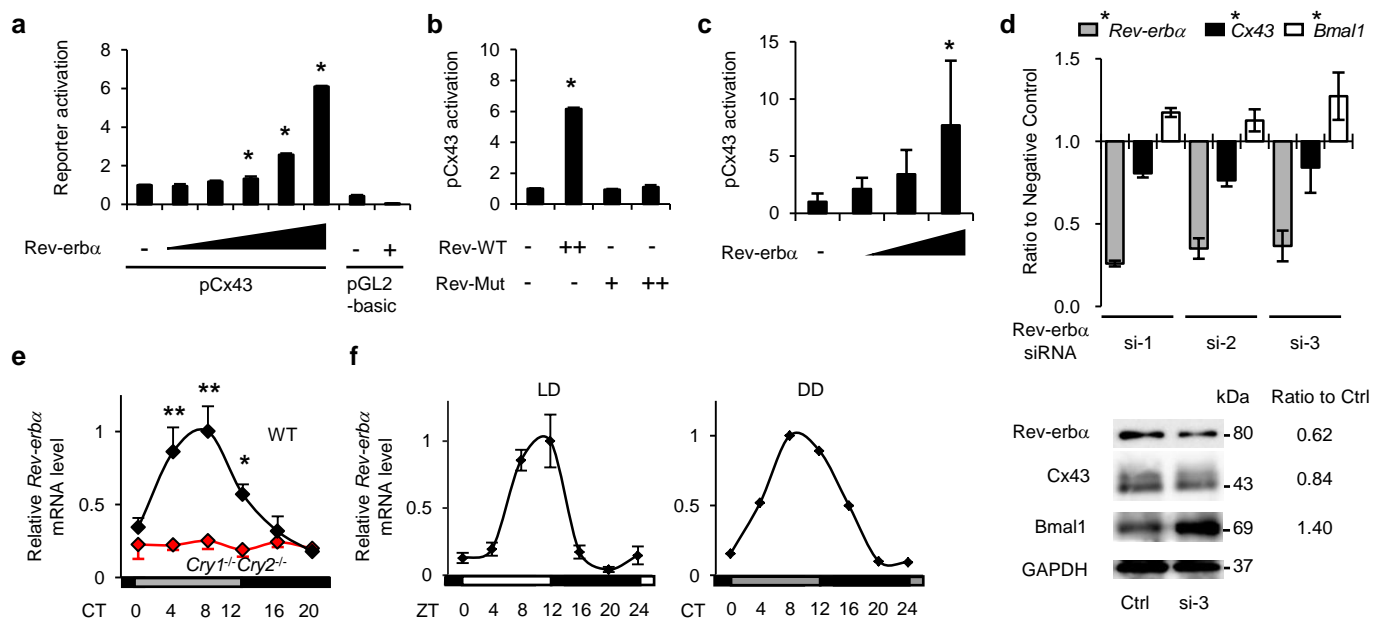 a
8
6
4
2
0
Reporter activation
* * *
Rev-erbα - - +
pCx43 pGL2
-basic
b
10
8
6
4
2
0
pCx43 activation
*
Rev-WT - ++ - -
Rev-Mut - - + ++
c
15
10
5
0
pCx43 activation
*
Rev-erbα -
d
* * *
Rev-erbα Cx43 Bmal1
1.5
1.0
0.5
0.0
Ratio to Negative Control
Rev-erbα
siRNA
si-1 si-2 si-3
kDa Ratio to Ctrl
Rev-erbα -80 0.62
Cx43 -43 0.84
Bmal1 -69 1.40
GAPDH -37
Ctrl si-3
e
Relative Rev-erbα
mRNA level
1
0.5
0
** ** *
WT
Cry1-/-Cry2-/-
CT 0 4 8 12 16 20
f
Relative Rev-erbα
mRNA level
LD
1
0.5
0
ZT 0 4 8 12 16 20 24
DD
1
0.5
0
CT 0 4 8 12 16 20 24